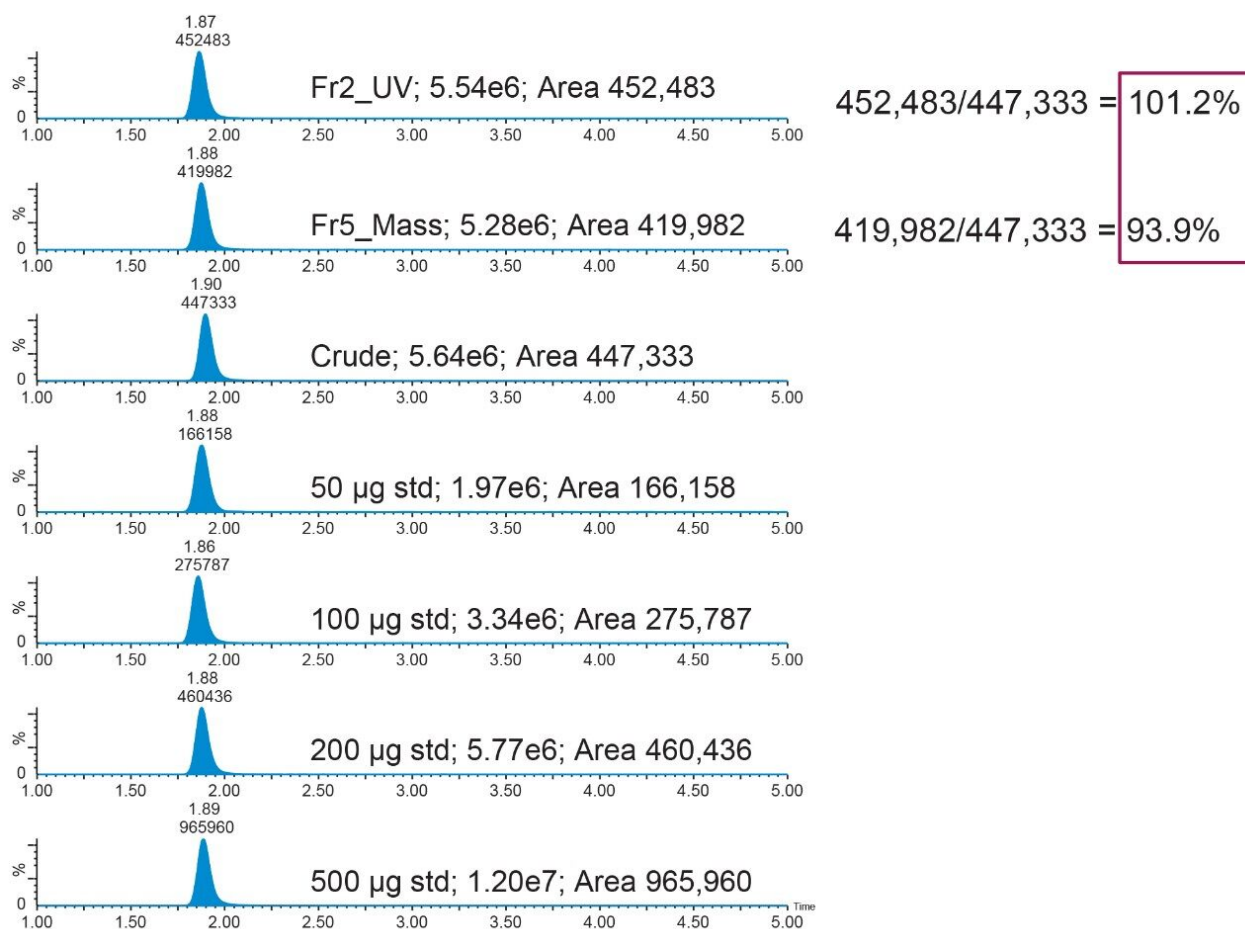 1.87
452483
%
Fr2_UV; 5.54e6; Area 452,483
452,483/447,333 = 101.2%
0
1.00 1.50 2.00 2.50 3.00 3.50 4.00 4.50 5.00
1.88
419982
%
Fr5_Mass; 5.28e6; Area 419,982
419,982/447,333 = 93.9%
0
1.00 1.50 2.00 2.50 3.00 3.50 4.00 4.50 5.00
1.90
447333
%
Crude; 5.64e6; Area 447,333
0
1.00 1.50 2.00 2.50 3.00 3.50 4.00 4.50 5.00
1.88
166158
%
50 µg std; 1.97e6; Area 166,158
0
1.00 1.50 2.00 2.50 3.00 3.50 4.00 4.50 5.00
1.86
275787
%
100 µg std; 3.34e6; Area 275,787
0
1.00 1.50 2.00 2.50 3.00 3.50 4.00 4.50 5.00
1.88
460436
%
200 µg std; 5.77e6; Area 460,436
0
1.00 1.50 2.00 2.50 3.00 3.50 4.00 4.50 5.00
1.89
965960
%
500 µg std; 1.20e7; Area 965,960
0
Time
1.00 1.50 2.00 2.50 3.00 3.50 4.00 4.50 5.00